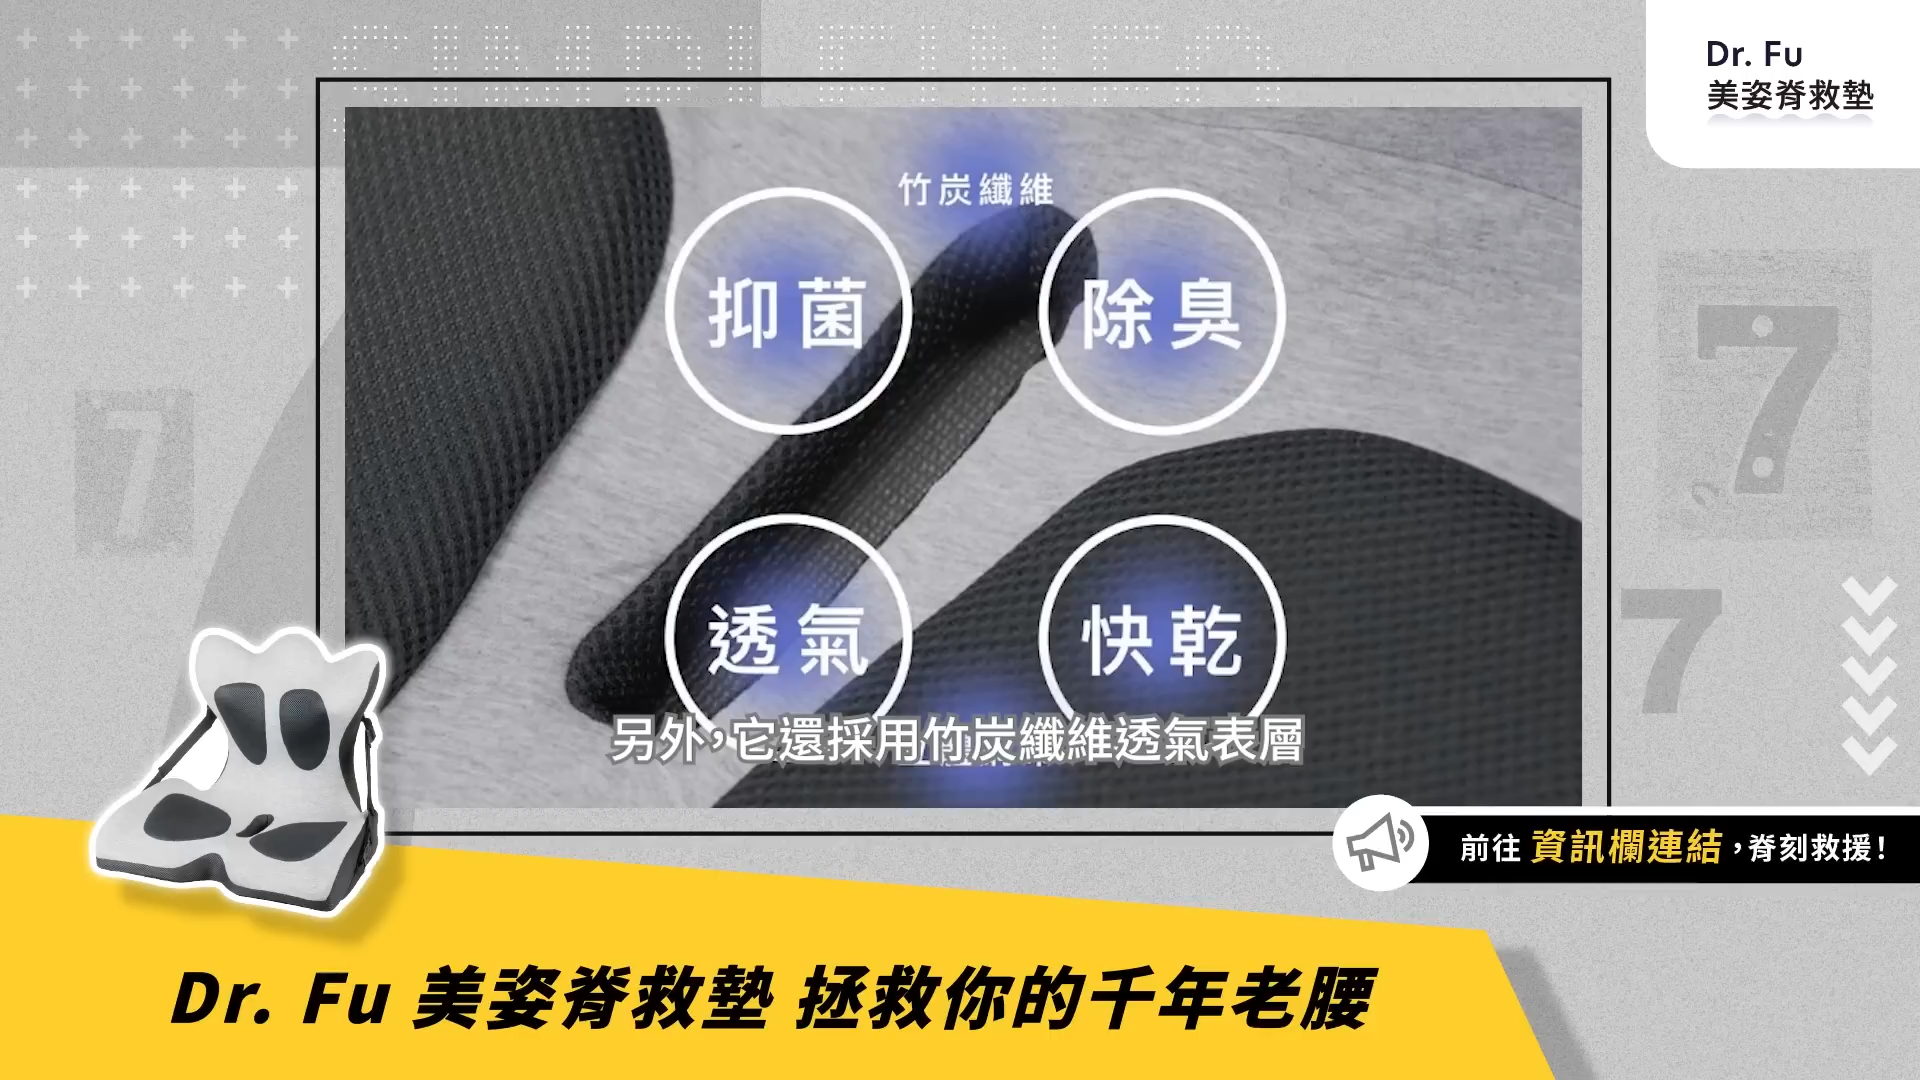 Dr. Fu
美姿脊救墊
竹炭纖維
抑菌
除臭
透氣
快乾
另外,它還採用竹炭纖維透氣表層
7
7
7
前往 資訊欄連結,脊刻救援!
Dr. Fu 美姿脊救墊 拯救你的千年老腰